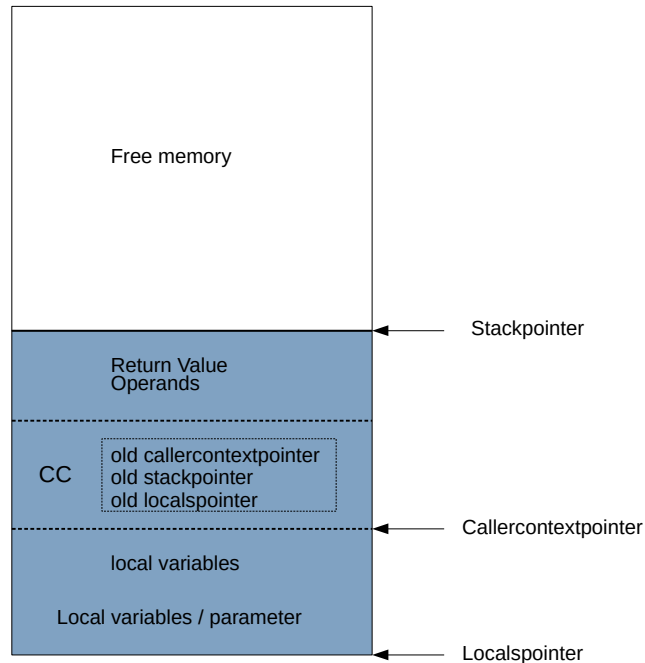 Free memory
Stackpointer
Return Value
Operands
CC
old callercontextpointer
old stackpointer
old localspointer
Callercontextpointer
local variables
Local variables / parameter
Localspointer